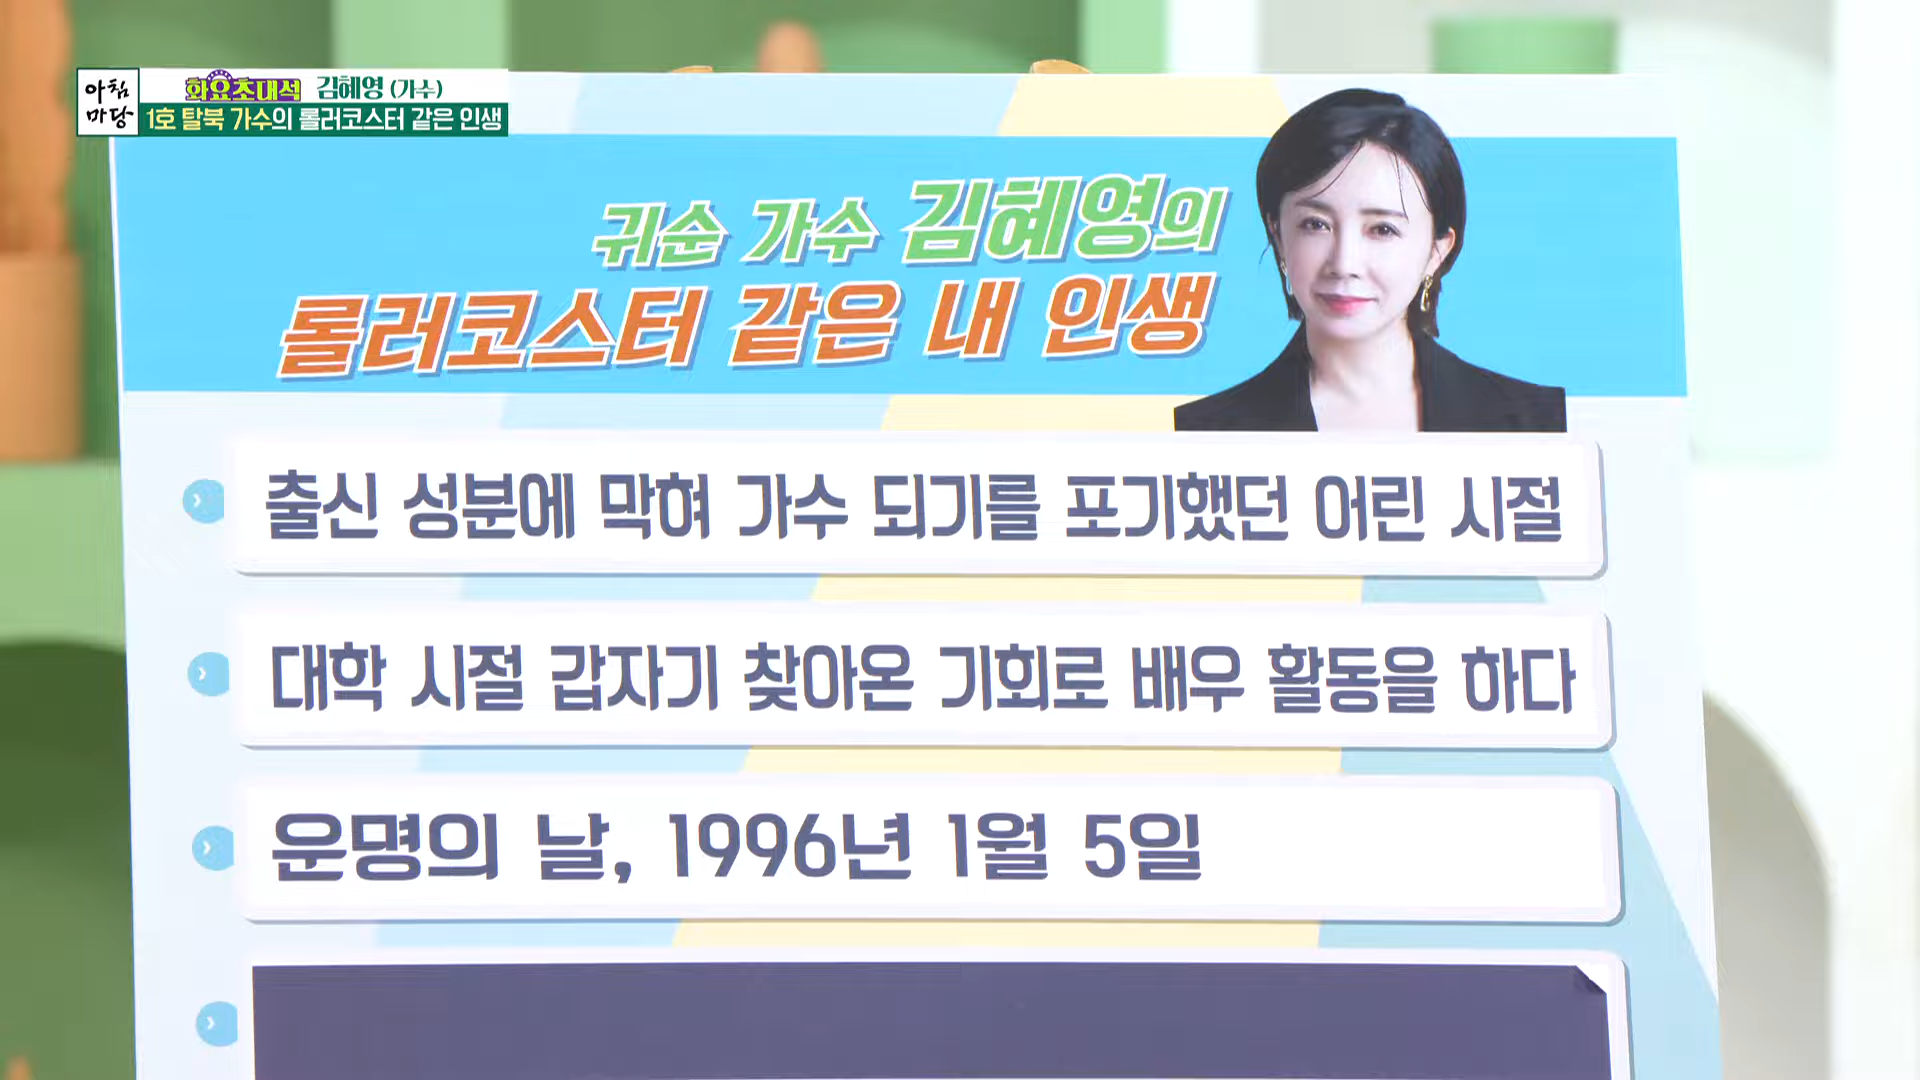 아침
마당
화요초대석 김혜영 (가수)
1호 탈북 가수의 롤러코스터 같은 인생
귀순 가수 김혜영의
롤러코스터 같은 내 인생
출신 성분에 막혀 가수 되기를 포기했던 어린 시절
대학 시절 갑자기 찾아온 기회로 배우 활동을 하다
운명의 날, 1996년 1월 5일